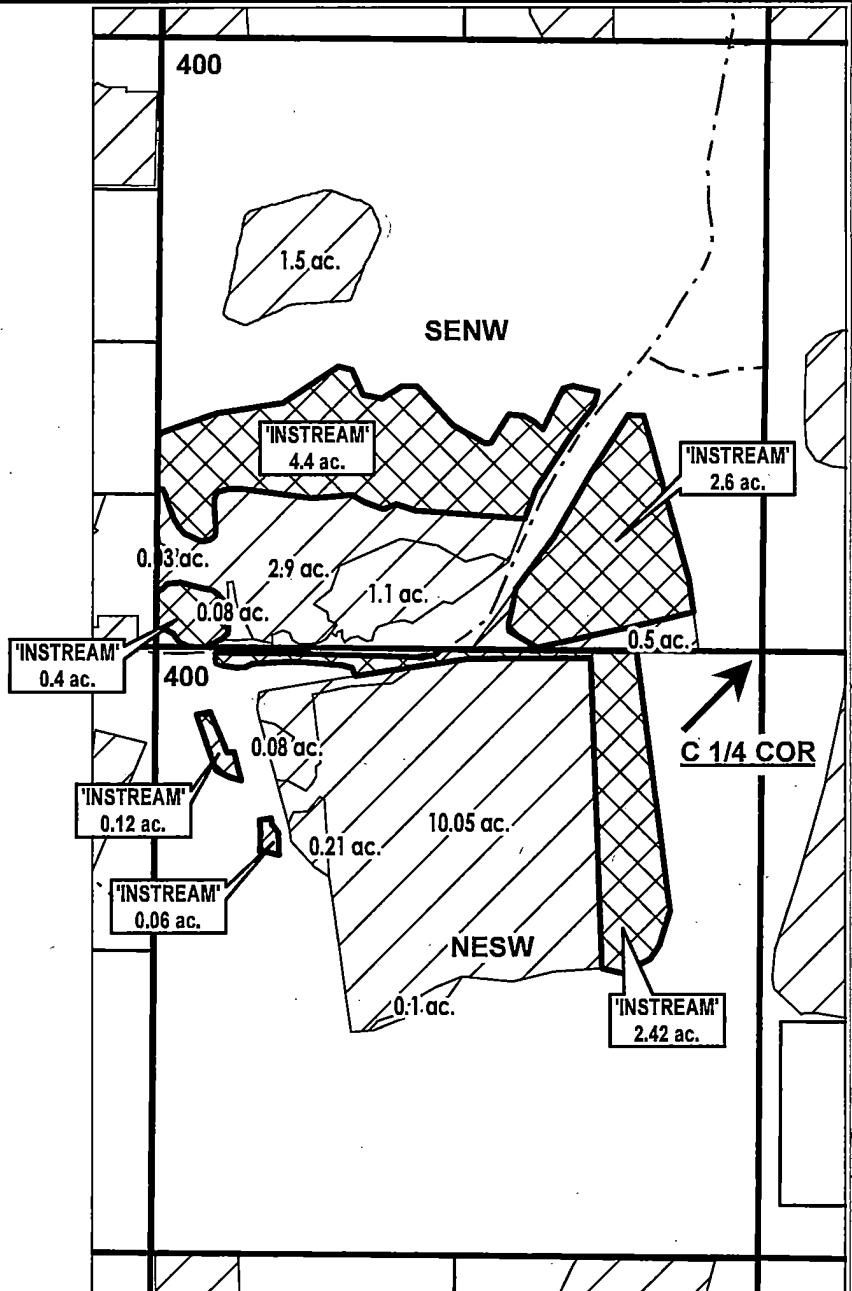 400
1.5 ac.
SENW
'INSTREAM'
4.4 ac.
'INSTREAM'
2.6 ac.
0.03 ac.
2.9 ac.
1.1 ac.
0.08 ac.
0.5 ac.
'INSTREAM'
0.4 ac.
400
C 1/4 COR
0.08 ac.
'INSTREAM'
0.12 ac.
10.05 ac.
0.21 ac.
'INSTREAM'
0.06 ac.
NESW
0.1 ac.
'INSTREAM'
2.42 ac.